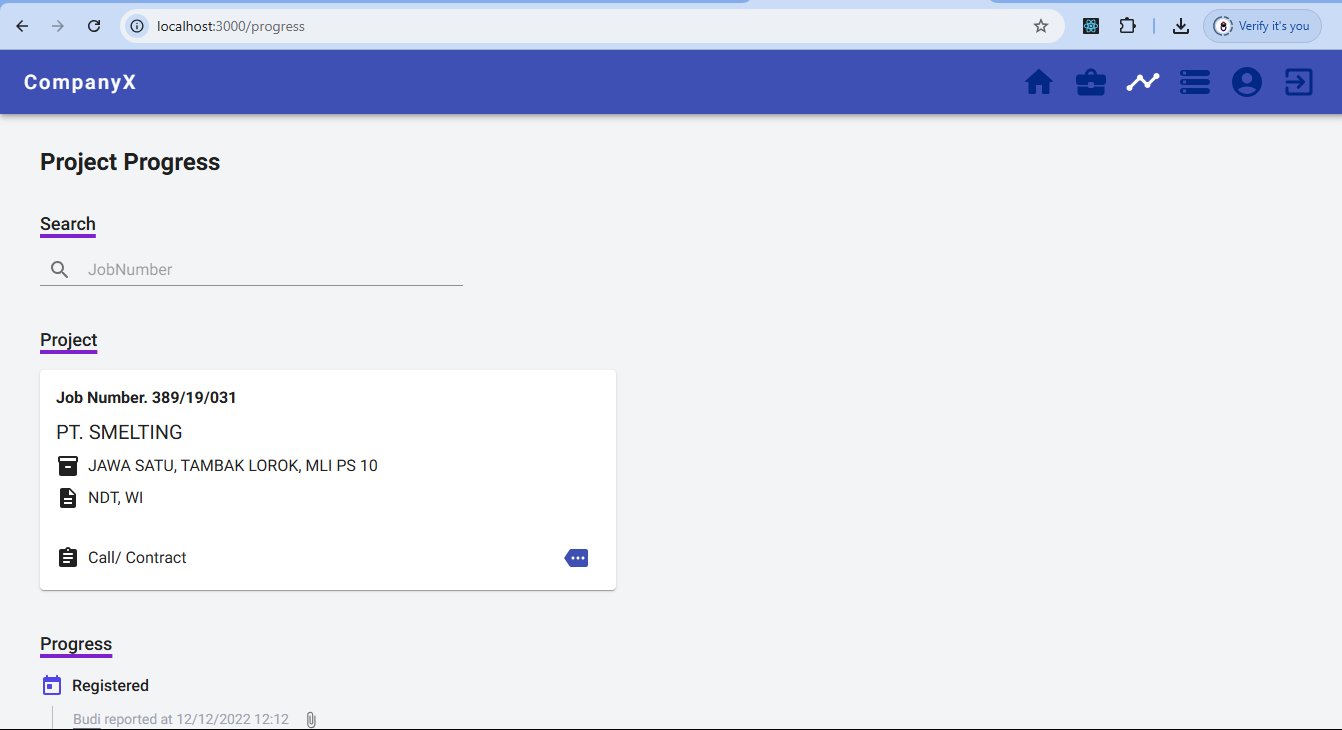 localhost:3000/progress
Verify it's you
CompanyX
Project Progress
Search
JobNumber
Project
Job Number. 389/19/031
PT. SMELTING
JAWA SATU, TAMBAK LOROK, MLI PS 10
NDT, WI
Call/ Contract
Progress
Registered
Budi reported at 12/12/2022 12:12